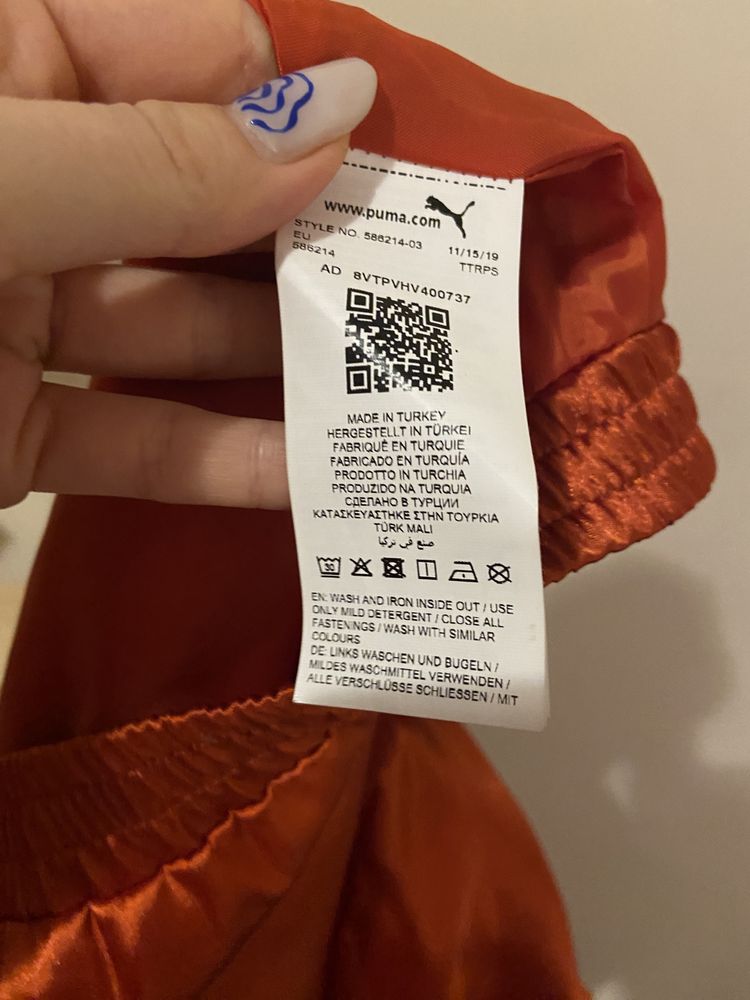 www.puma.com
STYLE NO. 586214-03 11/15/19
EU TTRPS
586214
AD 8VTPVHV400737
MADE IN TURKEY
HERGESTELLT IN TÜRKEI
FABRIQUÉ EN TURQUIE
FABRICADO EN TURQUÍA
PRODOTTO IN TURCHIA
PRODUZIDO NA TURQUIA
СДЕЛАНО В ТУРЦИИ
ΚΑΤΑΣΚΕΥΑΣΤΗΚΕ ΣΤΗΝ ΤΟΥΡΚΙΑ
TÜRK MALI
صنع في تركيا
30
EN: WASH AND IRON INSIDE OUT / USE
ONLY MILD DETERGENT / CLOSE ALL
FASTENINGS / WASH WITH SIMILAR
COLOURS
DE: LINKS WASCHEN UND BUGELN /
MILDES WASCHMITTEL VERWENDEN /
ALLE VERSCHLÜSSE SCHLIESSEN / MIT